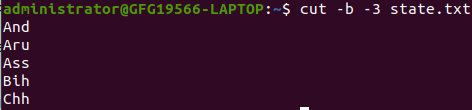 administrator@GFG19566-LAPTOP:~$ cut -b -3 state.txt
And
Aru
Ass
Bih
Chh